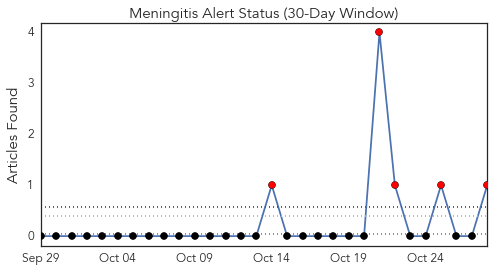 Meningitis Alert Status (30-Day Window)
Articles Found
4
3
2
1
0
Sep 29 Oct 04 Oct 09 Oct 14 Oct 19 Oct 24